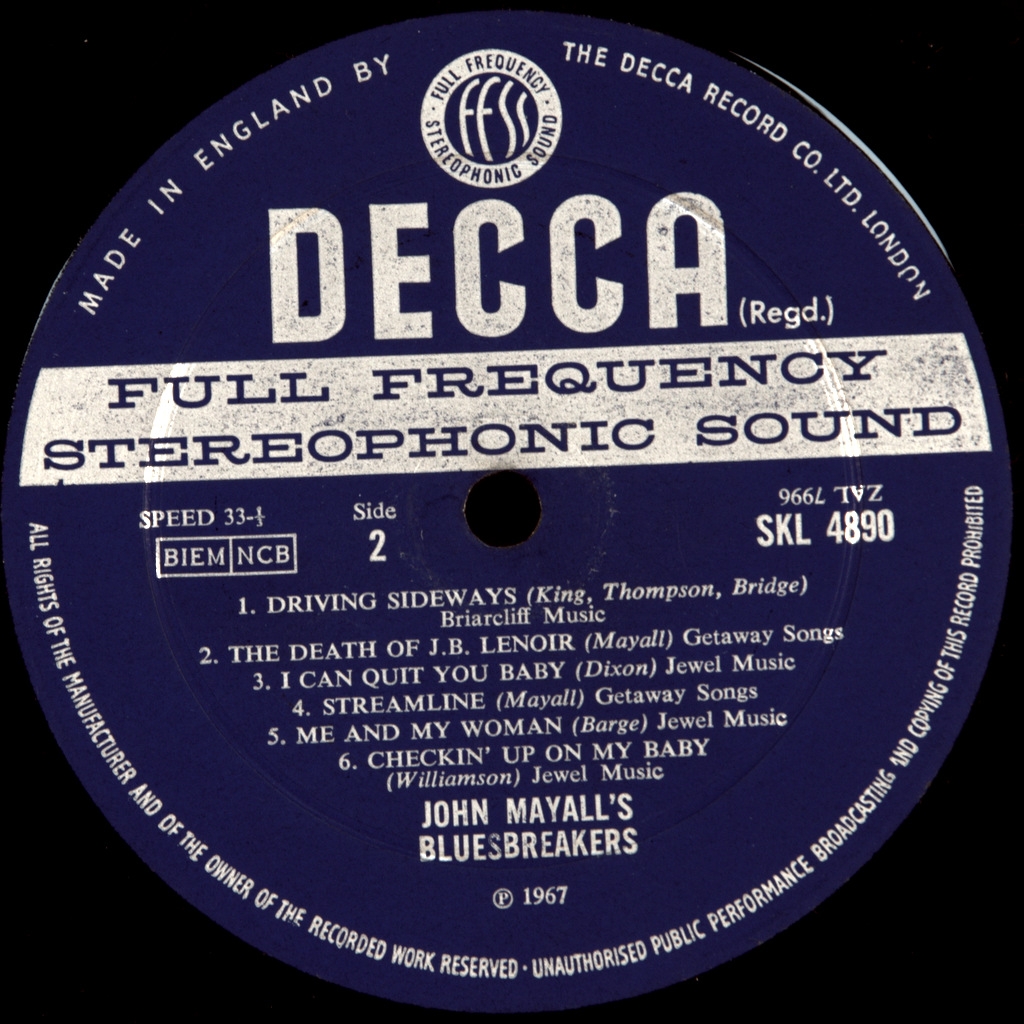 MADE IN ENGLAND BY THE DECCA RECORD CO. LTD. LONDON
FULL FREQUENCY
FFSS
STEREOPHONIC SOUND
DECCA (Regd.)
FULL FREQUENCY
STEREOPHONIC SOUND
SPEED 33-⅓
BIEM NCB
Side
2
ZAL 7966
SKL 4890
1. DRIVING SIDEWAYS (King, Thompson, Bridge)
Briarcliff Music
2. THE DEATH OF J.B. LENOIR (Mayall) Getaway Songs
3. I CAN QUIT YOU BABY (Dixon) Jewel Music
4. STREAMLINE (Mayall) Getaway Songs
5. ME AND MY WOMAN (Barge) Jewel Music
6. CHECKIN' UP ON MY BABY
(Williamson) Jewel Music
JOHN MAYALL'S
BLUESBREAKERS
℗ 1967
ALL RIGHTS OF THE MANUFACTURER AND OF THE OWNER OF THE RECORDED WORK RESERVED · UNAUTHORISED PUBLIC PERFORMANCE BROADCASTING AND COPYING OF THIS RECORD PROHIBITED